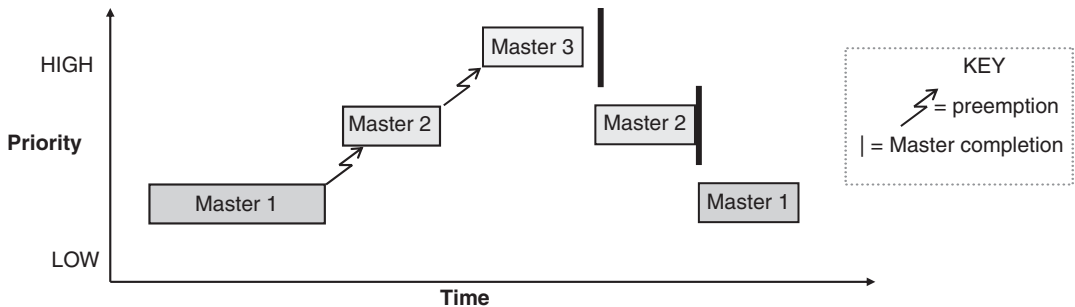 HIGH
Priority
LOW
Master 1
Master 2
Master 3
Master 2
Master 1
Time
KEY
= preemption
| = Master completion